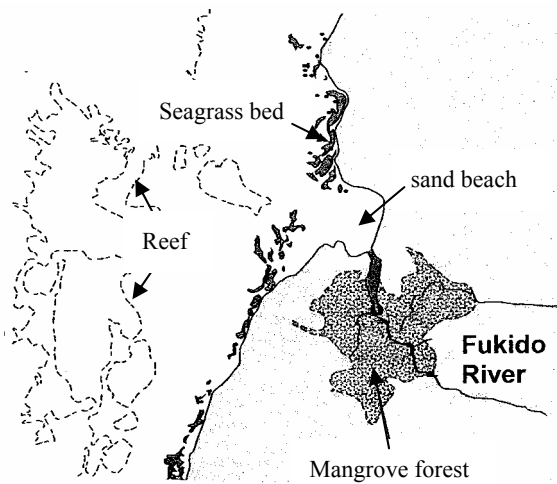 Seagrass bed
sand beach
Reef
Fukido
River
Mangrove forest